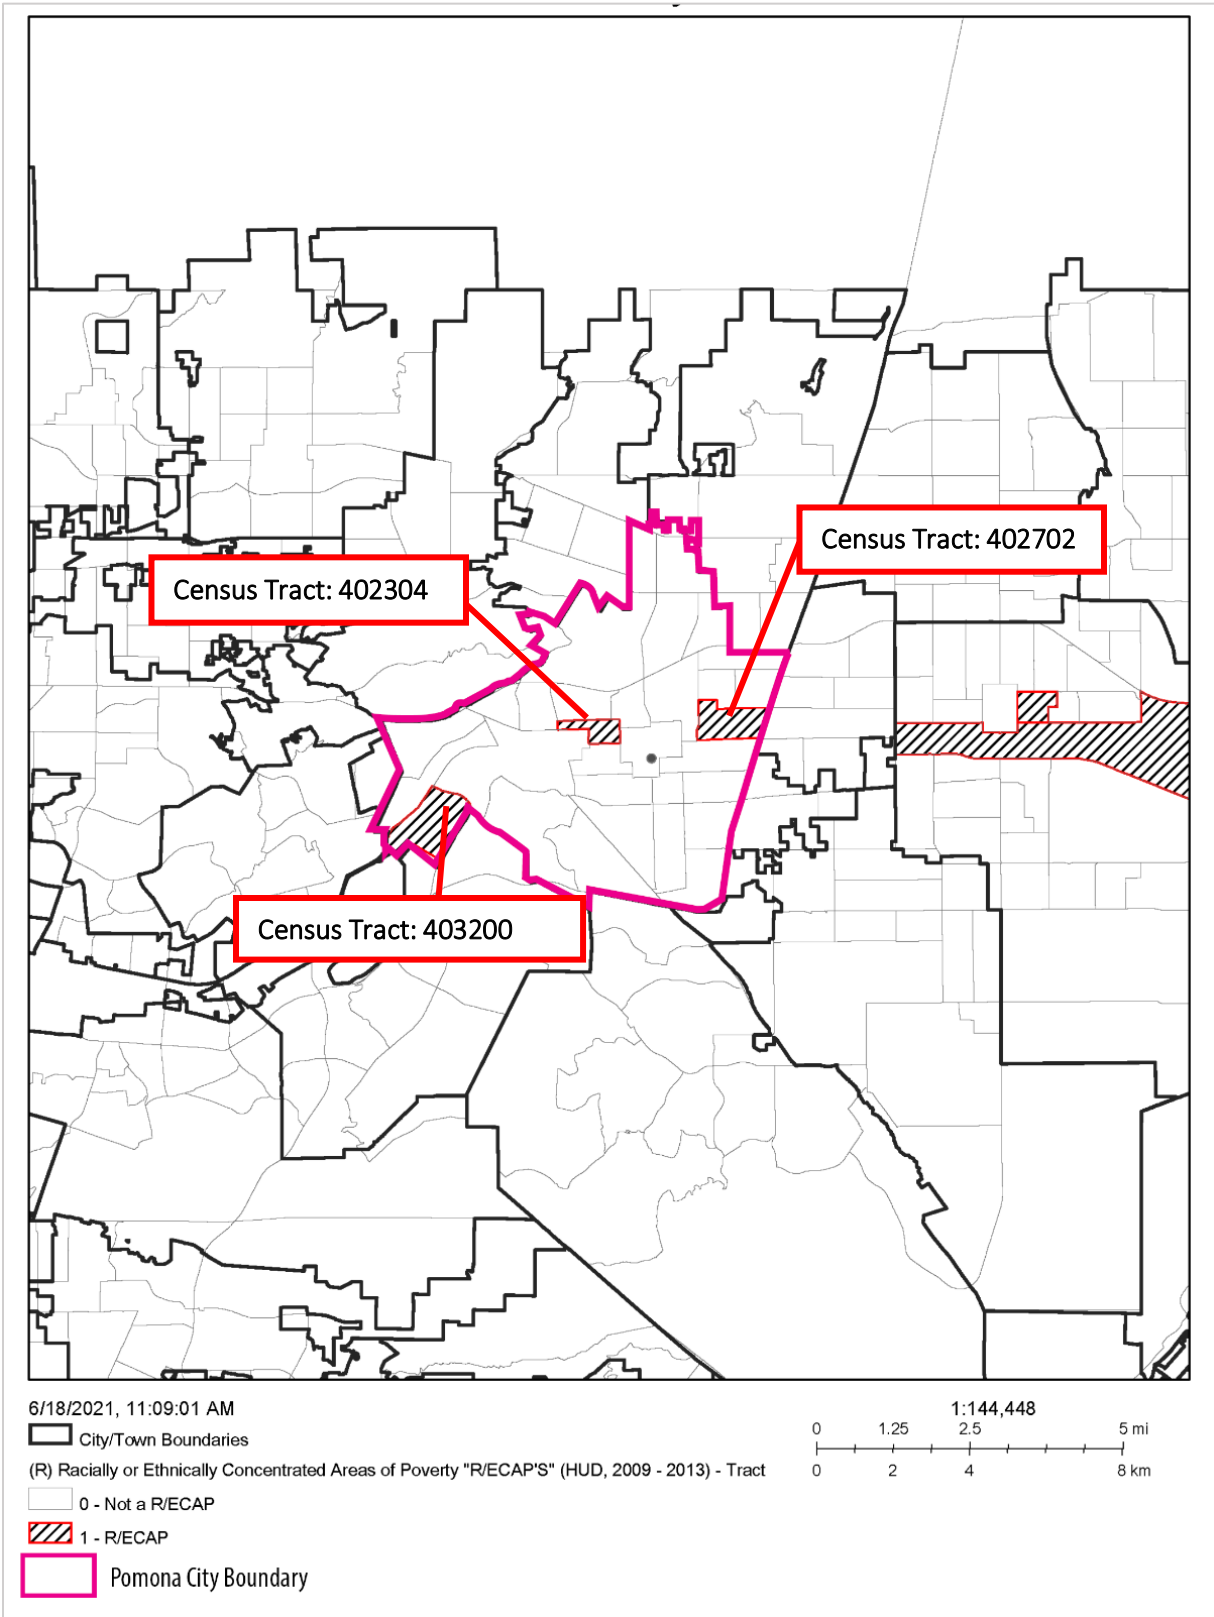 Census Tract: 402702
Census Tract: 402304
Census Tract: 403200
6/18/2021, 11:09:01 AM
City/Town Boundaries
(R) Racially or Ethnically Concentrated Areas of Poverty "R/ECAP'S" (HUD, 2009 - 2013) - Tract
0 - Not a R/ECAP
1 - R/ECAP
Pomona City Boundary
1:144,448
0 1.25 2.5 5 mi
0 2 4 8 km